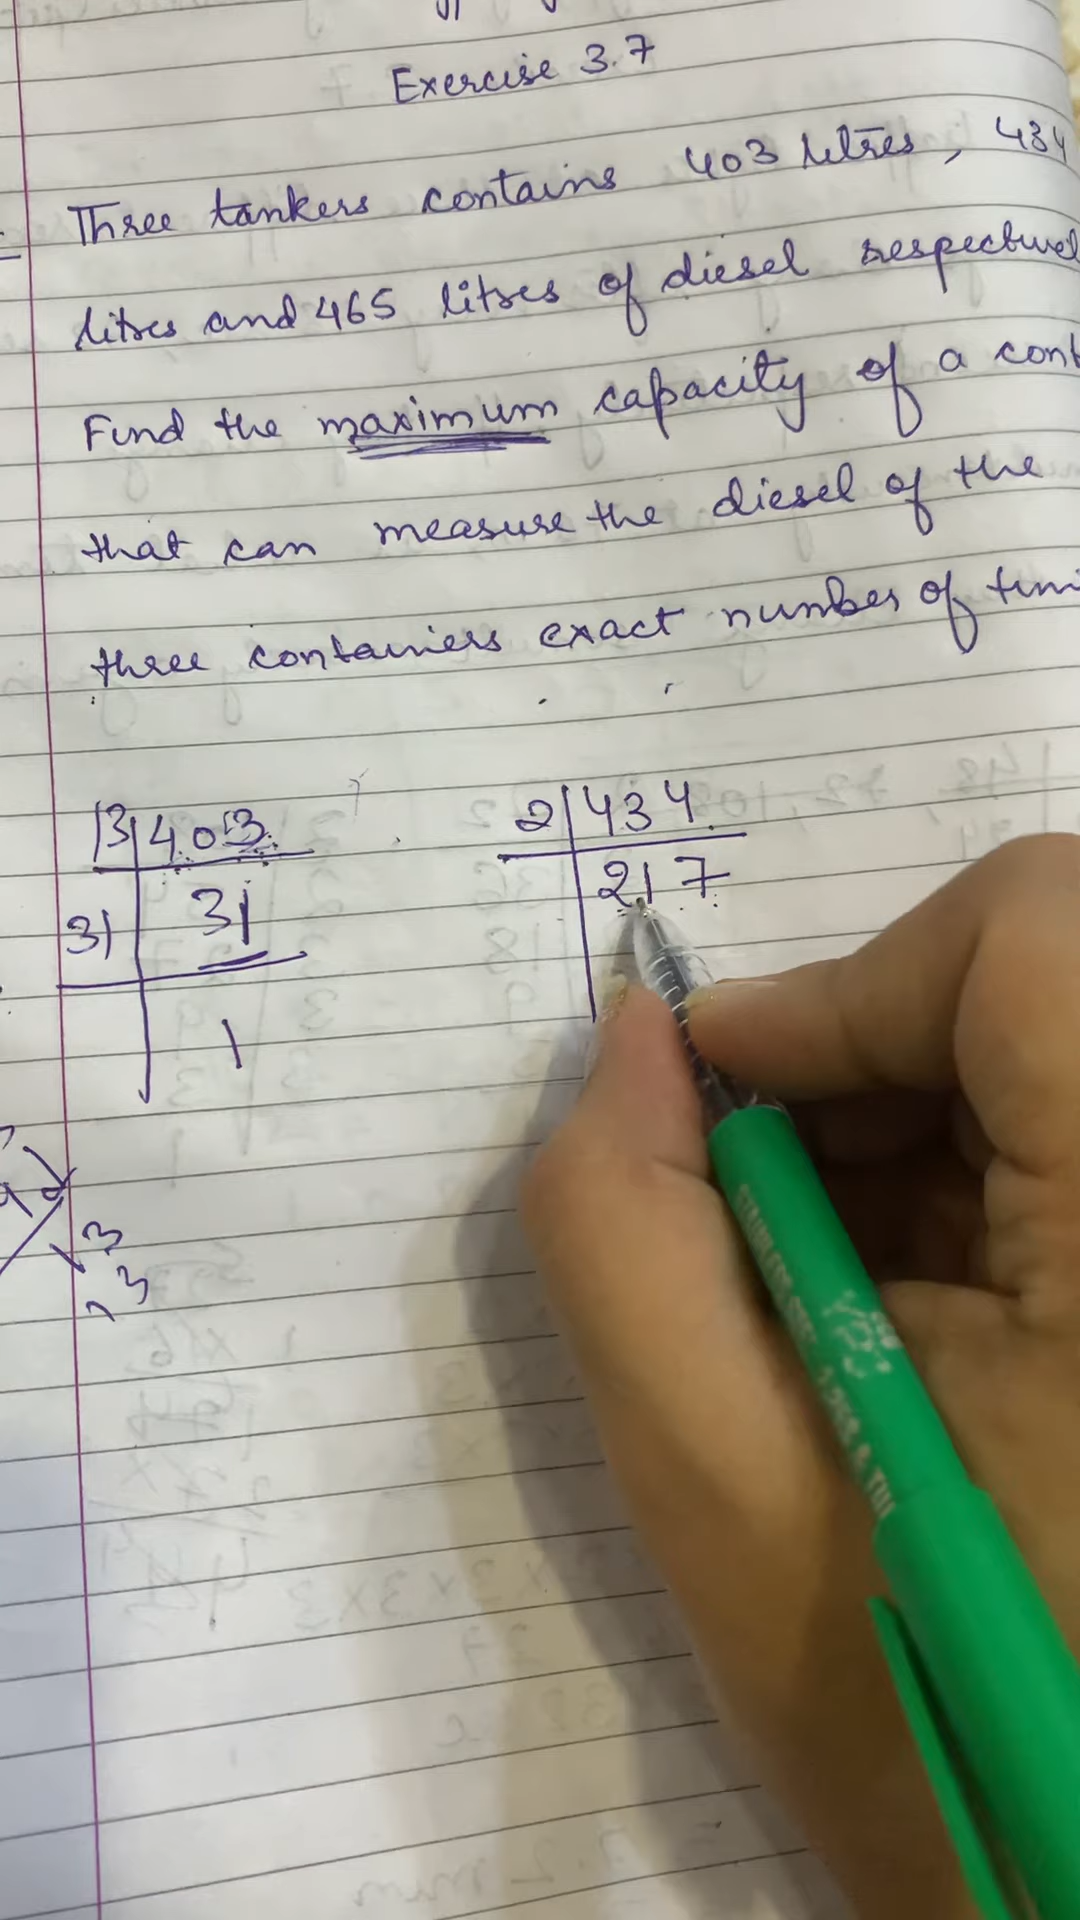 Exercise 3.7
Three tankers contains 403 litres, 434
litres and 465 litres of diesel respectivel
Find the maximum capacity of a cont
that can measure the diesel of the
three containers exact number of tim
13 403
31 31
1
2 434
217
3
3